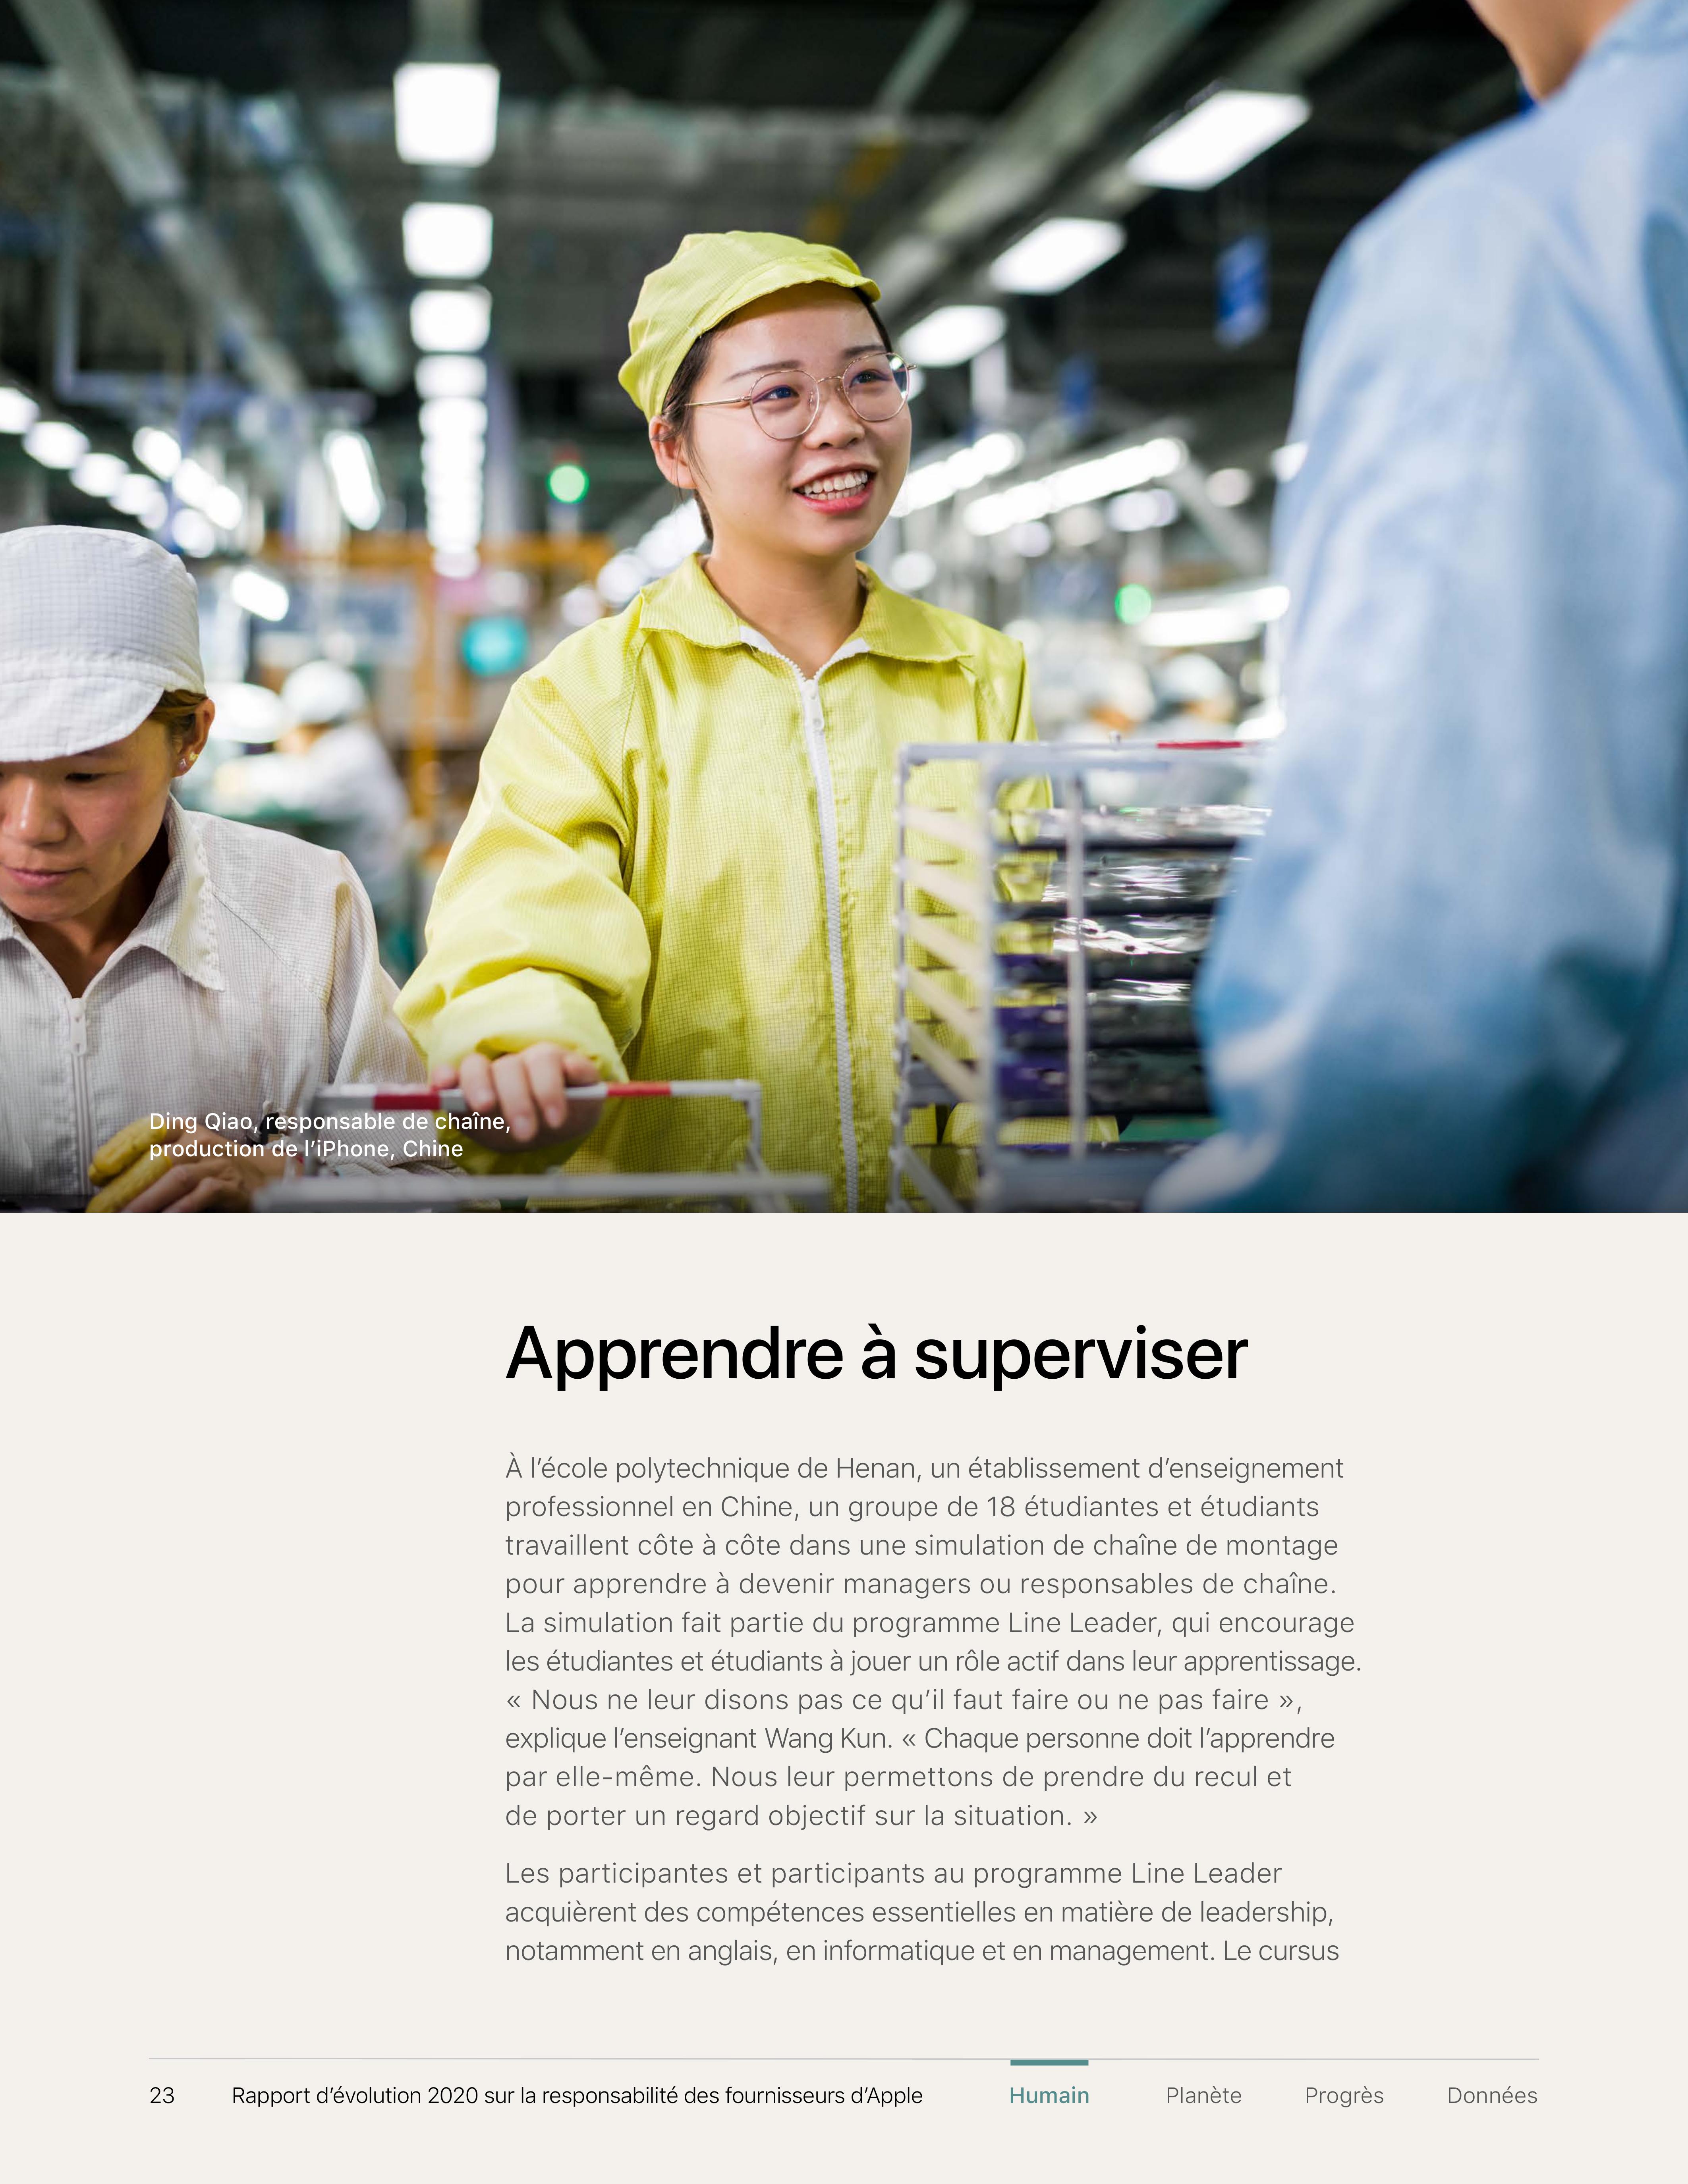 Ding Qiao, responsable de chaîne,
production de l’iPhone, Chine
Apprendre à superviser
À l’école polytechnique de Henan, un établissement d’enseignement
professionnel en Chine, un groupe de 18 étudiantes et étudiants
travaillent côte à côte dans une simulation de chaîne de montage
pour apprendre à devenir managers ou responsables de chaîne.
La simulation fait partie du programme Line Leader, qui encourage
les étudiantes et étudiants à jouer un rôle actif dans leur apprentissage.
« Nous ne leur disons pas ce qu’il faut faire ou ne pas faire »,
explique l’enseignant Wang Kun. « Chaque personne doit l’apprendre
par elle-même. Nous leur permettons de prendre du recul et
de porter un regard objectif sur la situation. »
Les participantes et participants au programme Line Leader
acquièrent des compétences essentielles en matière de leadership,
notamment en anglais, en informatique et en management. Le cursus
23 Rapport d’évolution 2020 sur la responsabilité des fournisseurs d’Apple Humain Planète Progrès Données